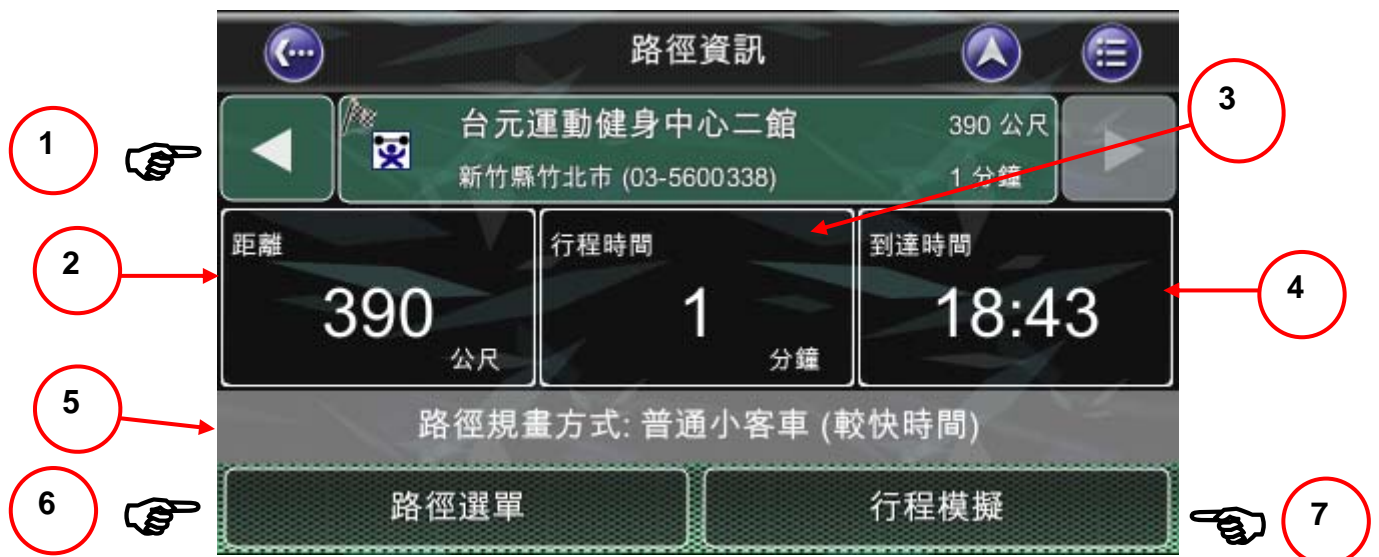 路徑資訊
3
1
台元運動健身中心二館 390 公尺
新竹縣竹北市 (03-5600338) 1 分鐘
2
距離 行程時間 到達時間
4
390 1 18:43
公尺 分鐘
5
路徑規畫方式: 普通小客車 (較快時間)
6
路徑選單 行程模擬
7